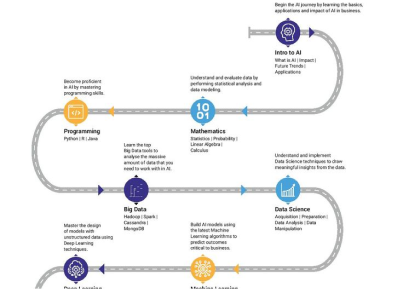 Begin the AI journey by learning the basics,
applications and impact of AI in business.
Intro to AI
What is AI | Impact |
Future Trends |
Applications
Understand and evaluate data by
performing statistical analysis and
data modeling.
10
01
Mathematics
Statistics | Probability |
Linear Algebra |
Calculus
Become proficient
in AI by mastering
programming skills.
Programming
Python | R | Java
Learn the top
Big Data tools to
analyse the massive
amount of data that you
need to work with in AI.
Big Data
Hadoop | Spark |
Cassandra |
MongoDB
Understand and implement
Data Science techniques to draw
meaningful insights from the data.
Data Science
Acquisition | Preparation |
Data Analysis | Data
Manipulation
Build AI models using
the latest Machine
Learning algorithms to
predict outcomes
critical to business.
Machine Learning
Master the design
of models with
unstructured data using
Deep Learning
techniques.
Deep Learning